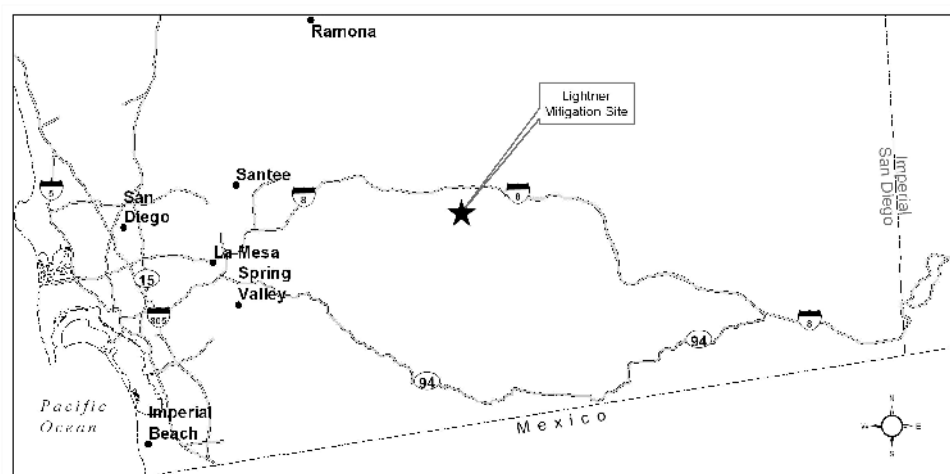 Ramona
Lightner
Mitigation Site
Santee
5
8
8
San
Diego
Imperial
San Diego
La Mesa
Spring
Valley
15
805
8
94
94
Pacific
Ocean
Imperial
Beach
Mexico
N
W
E
S